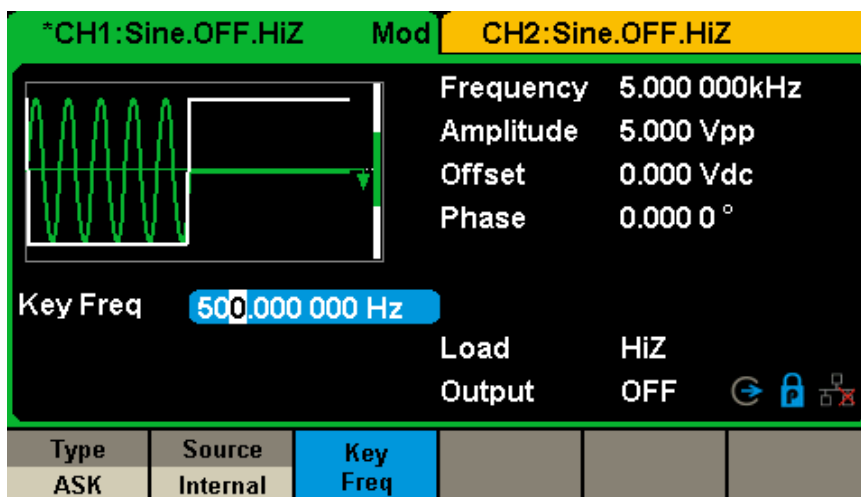 *CH1:Sine.OFF.HiZ Mod CH2:Sine.OFF.HiZ
Frequency 5.000 000kHz
Amplitude 5.000 Vpp
Offset 0.000 Vdc
Phase 0.000 0 °
Key Freq 500.000 000 Hz
Load HiZ
Output OFF
P
Type Source Key
ASK Internal Freq